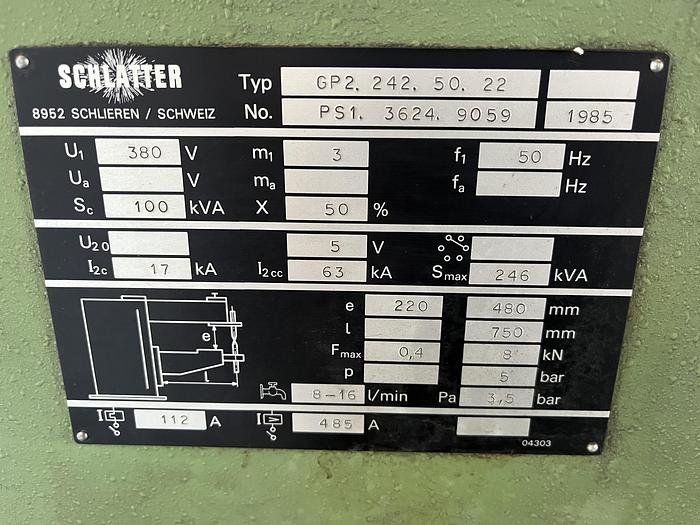 SCHLATTER
8952 SCHLIEREN / SCHWEIZ
Typ GP2. 242. 50. 22
No. PS1. 3624. 9059 1985
U1 380 V m1 3 f1 50 Hz
Ua V ma fa Hz
Sc 100 kVA X 50 %
U20 5 V
I2c 17 kA I2cc 63 kA Smax 246 kVA
e 220 480 mm
l 750 mm
Fmax 0,4 8 kN
p 5 bar
8-16 l/min Pa 3,5 bar
e
l
I 112 A I 485 A
04303